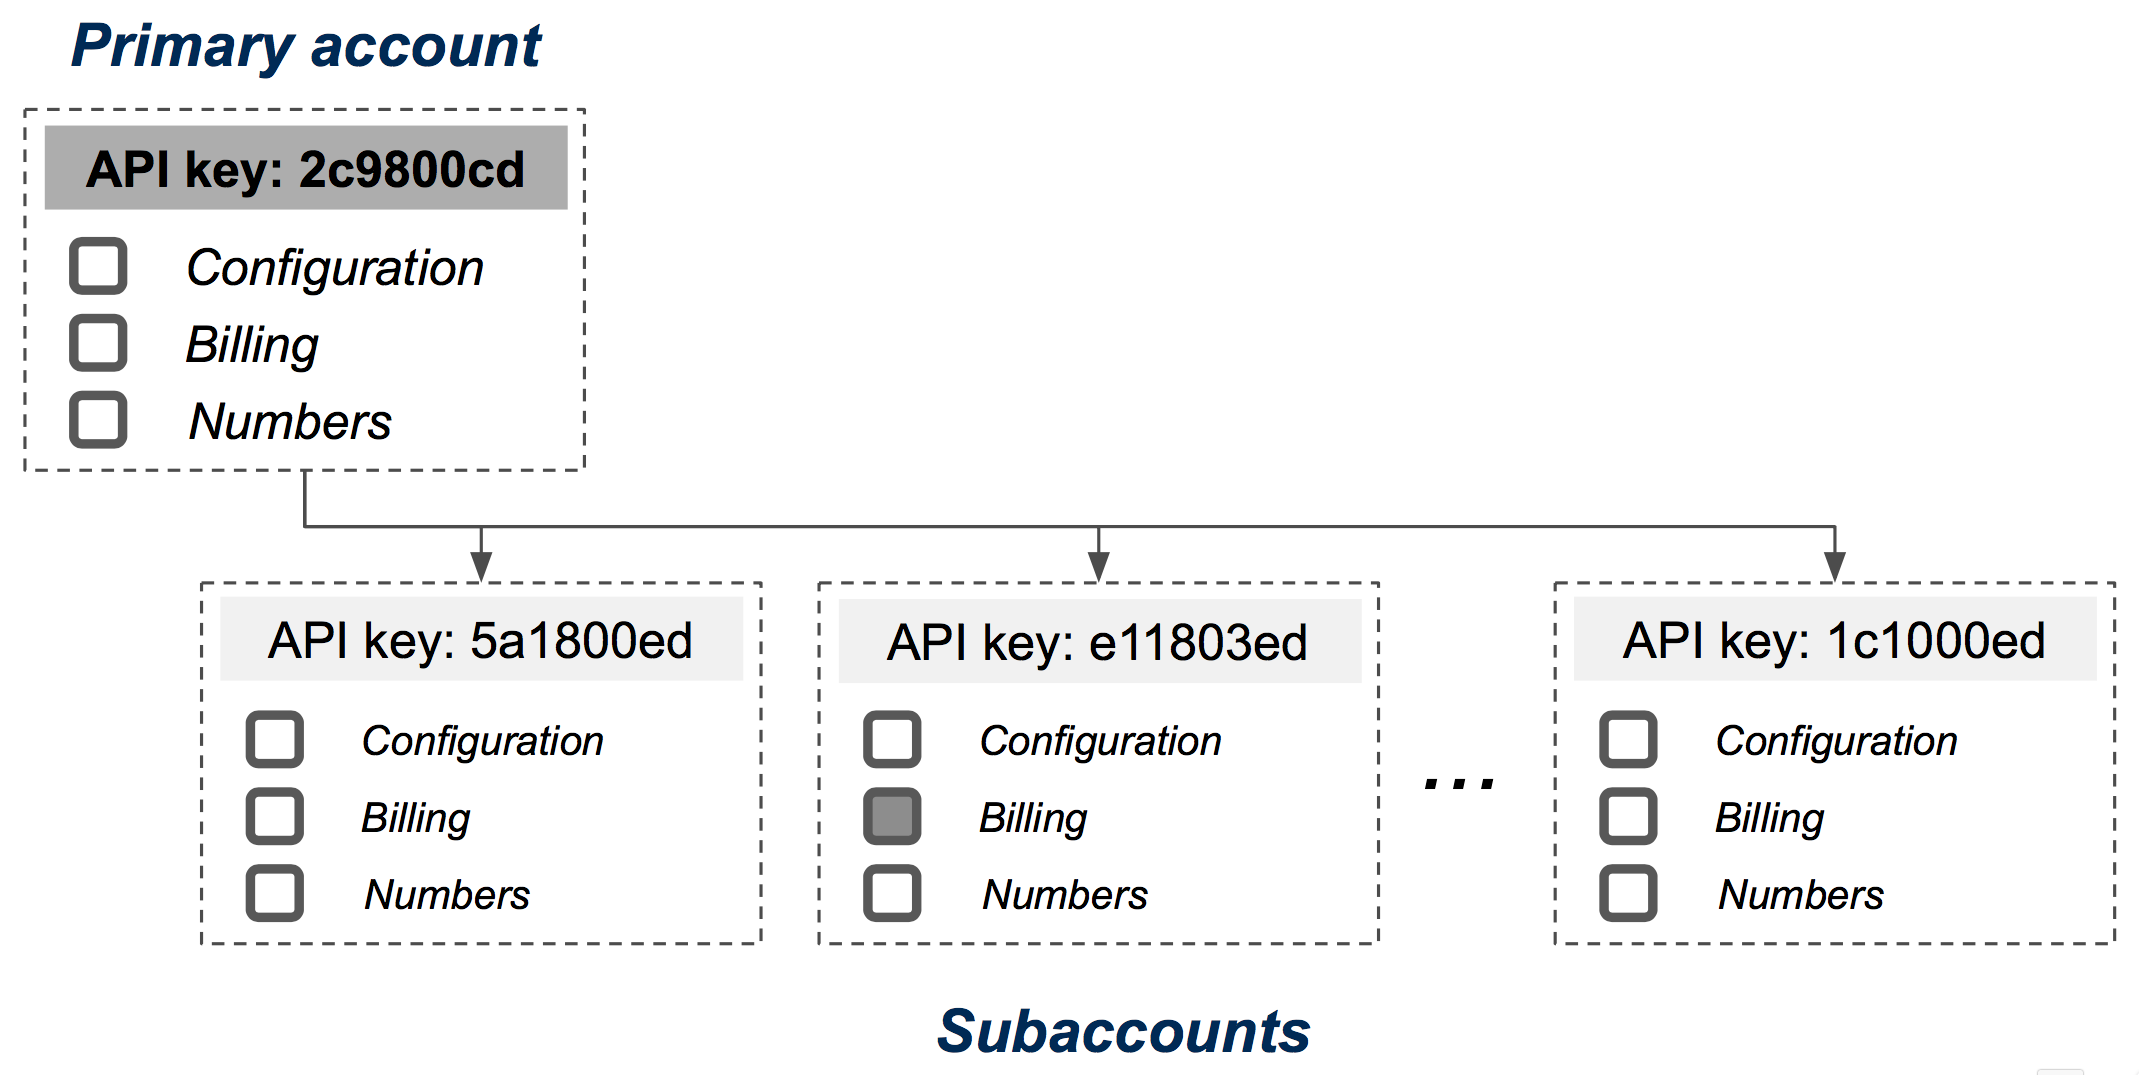 Primary account
API key: 2c9800cd
Configuration
Billing
Numbers
API key: 5a1800ed
Configuration
Billing
Numbers
API key: e11803ed
Configuration
Billing
Numbers
...
API key: 1c1000ed
Configuration
Billing
Numbers
Subaccounts